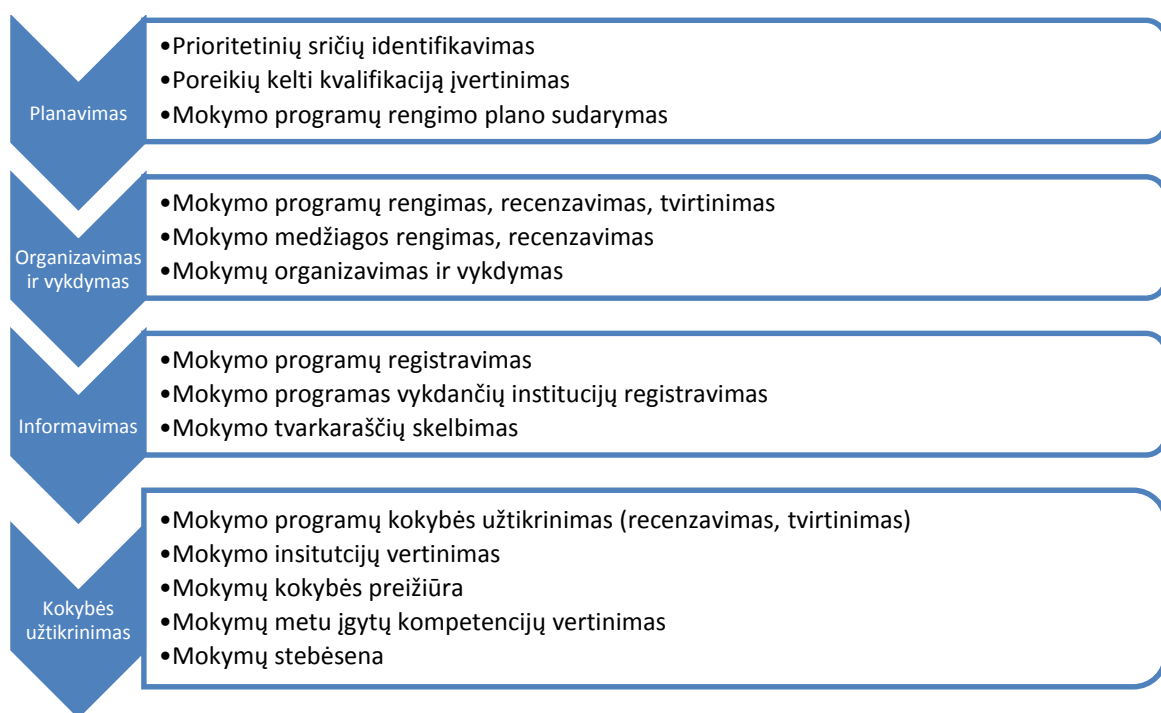 Planavimas
•Prioritetinių sričių identifikavimas
•Poreikių kelti kvalifikaciją įvertinimas
•Mokymo programų rengimo plano sudarymas
Organizavimas
ir vykdymas
•Mokymo programų rengimas, recenzavimas, tvirtinimas
•Mokymo medžiagos rengimas, recenzavimas
•Mokymų organizavimas ir vykdymas
Informavimas
•Mokymo programų registravimas
•Mokymo programas vykdančių institucijų registravimas
•Mokymo tvarkaraščių skelbimas
Kokybės
užtikrinimas
•Mokymo programų kokybės užtikrinimas (recenzavimas, tvirtinimas)
•Mokymo insitutcijų vertinimas
•Mokymų kokybės preižiūra
•Mokymų metu įgytų kompetencijų vertinimas
•Mokymų stebėsena